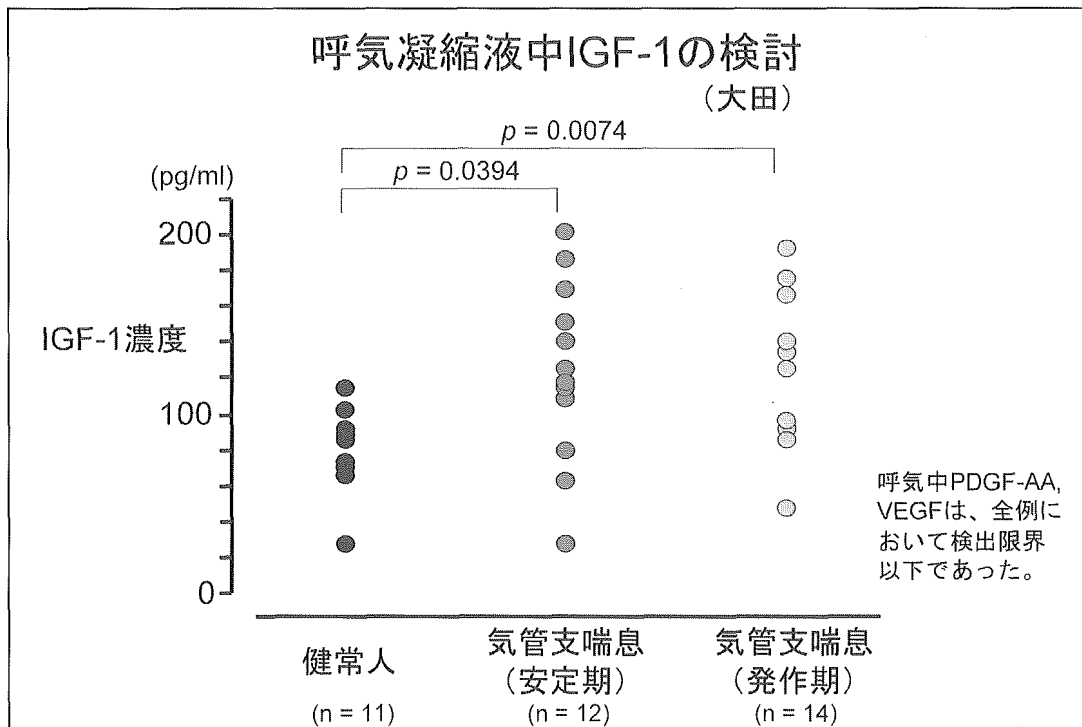 呼気凝縮液中IGF-1の検討
(大田)
p = 0.0074
p = 0.0394
(pg/ml)
200
IGF-1濃度
100
0
呼気中PDGF-AA,
VEGFは、全例に
おいて検出限界
以下であった。
健常人
(n = 11)
気管支喘息
(安定期)
(n = 12)
気管支喘息
(発作期)
(n = 14)